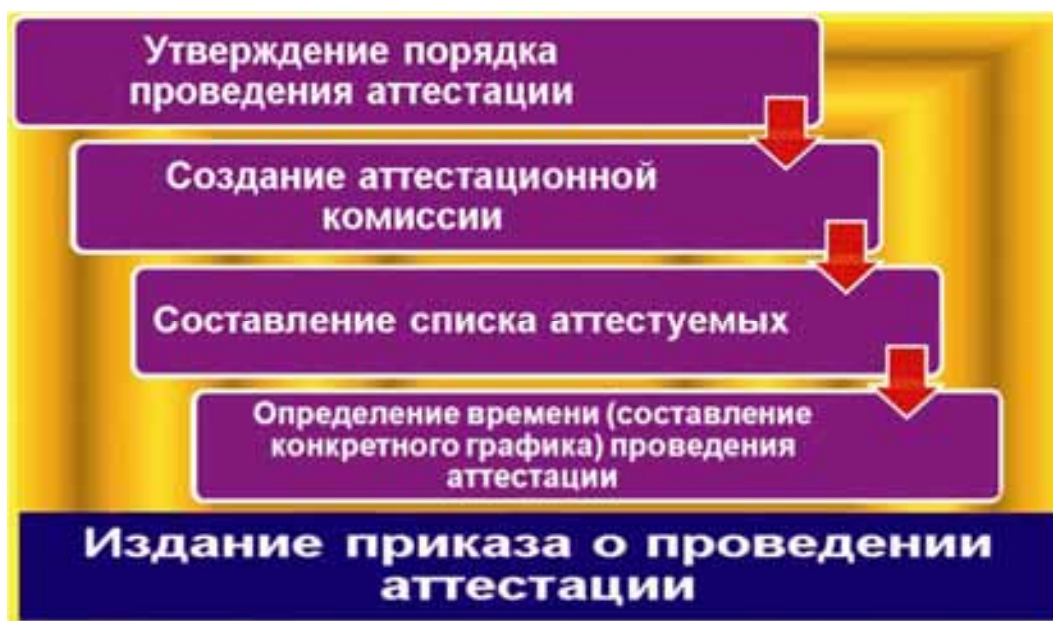 Утверждение порядка
проведения аттестации
Создание аттестационной
комиссии
Составление списка аттестуемых
Определение времени (составление
конкретного графика) проведения
аттестации
Издание приказа о проведении
аттестации